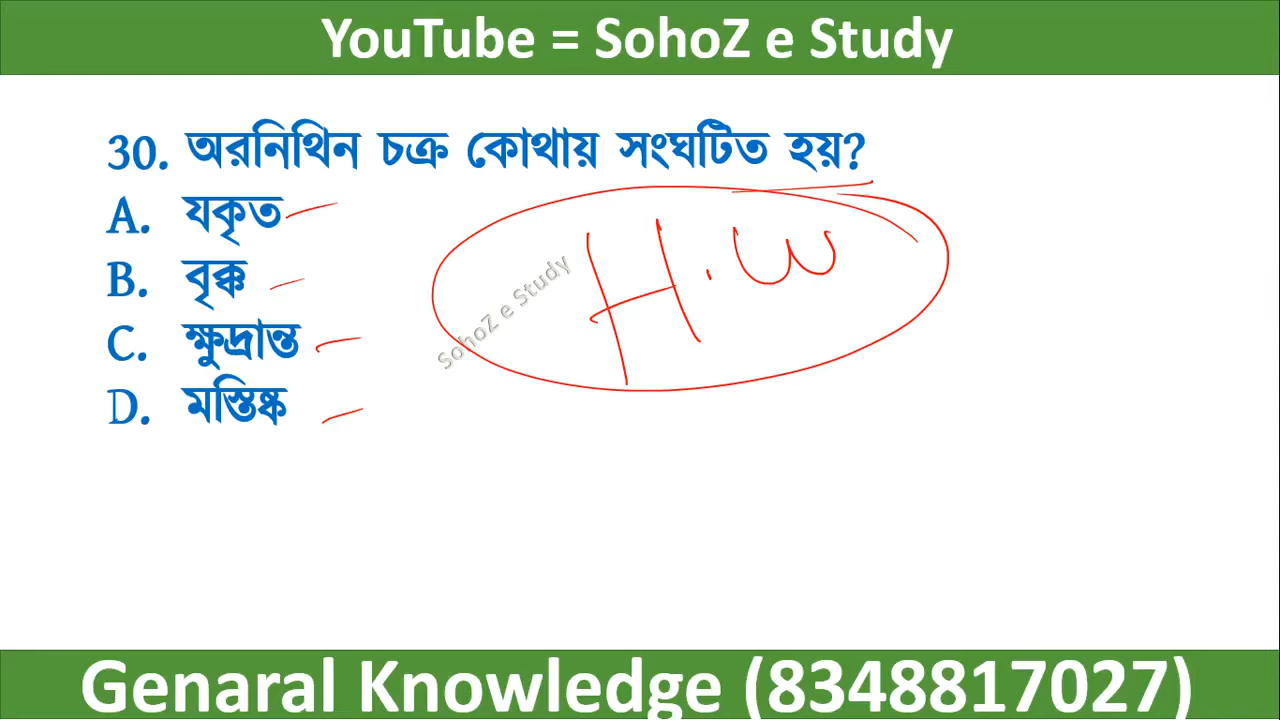 YouTube = SohoZ e Study
30. অরনিথিন চক্র কোথায় সংঘটিত হয়?
A. যকৃত
B. বৃক্ক
C. ক্ষুদ্রান্ত
D. মস্তিষ্ক
H.W
SohoZ e Study
Genaral Knowledge (8348817027)